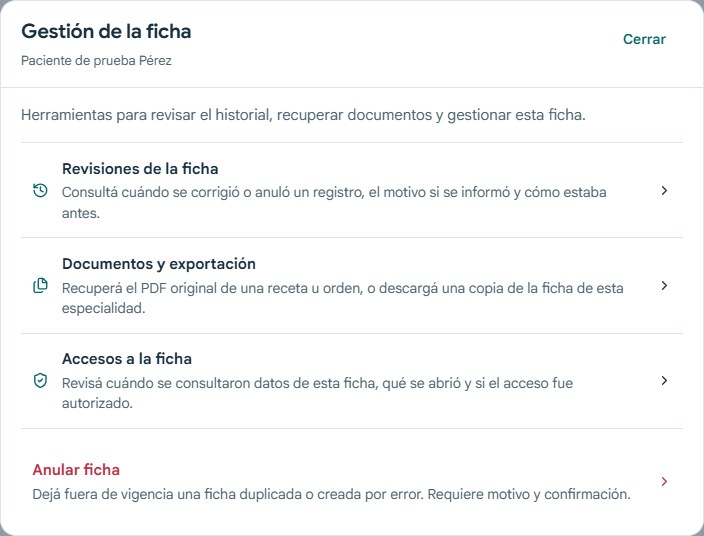 Gestión de la ficha
Cerrar
Paciente de prueba Pérez
Herramientas para revisar el historial, recuperar documentos y gestionar esta ficha.
Revisiones de la ficha
Consultá cuándo se corrigió o anuló un registro, el motivo si se informó y cómo estaba
antes.
Documentos y exportación
Recuperá el PDF original de una receta u orden, o descargá una copia de la ficha de esta
especialidad.
Accesos a la ficha
Revisá cuándo se consultaron datos de esta ficha, qué se abrió y si el acceso fue
autorizado.
Anular ficha
Dejá fuera de vigencia una ficha duplicada o creada por error. Requiere motivo y confirmación.